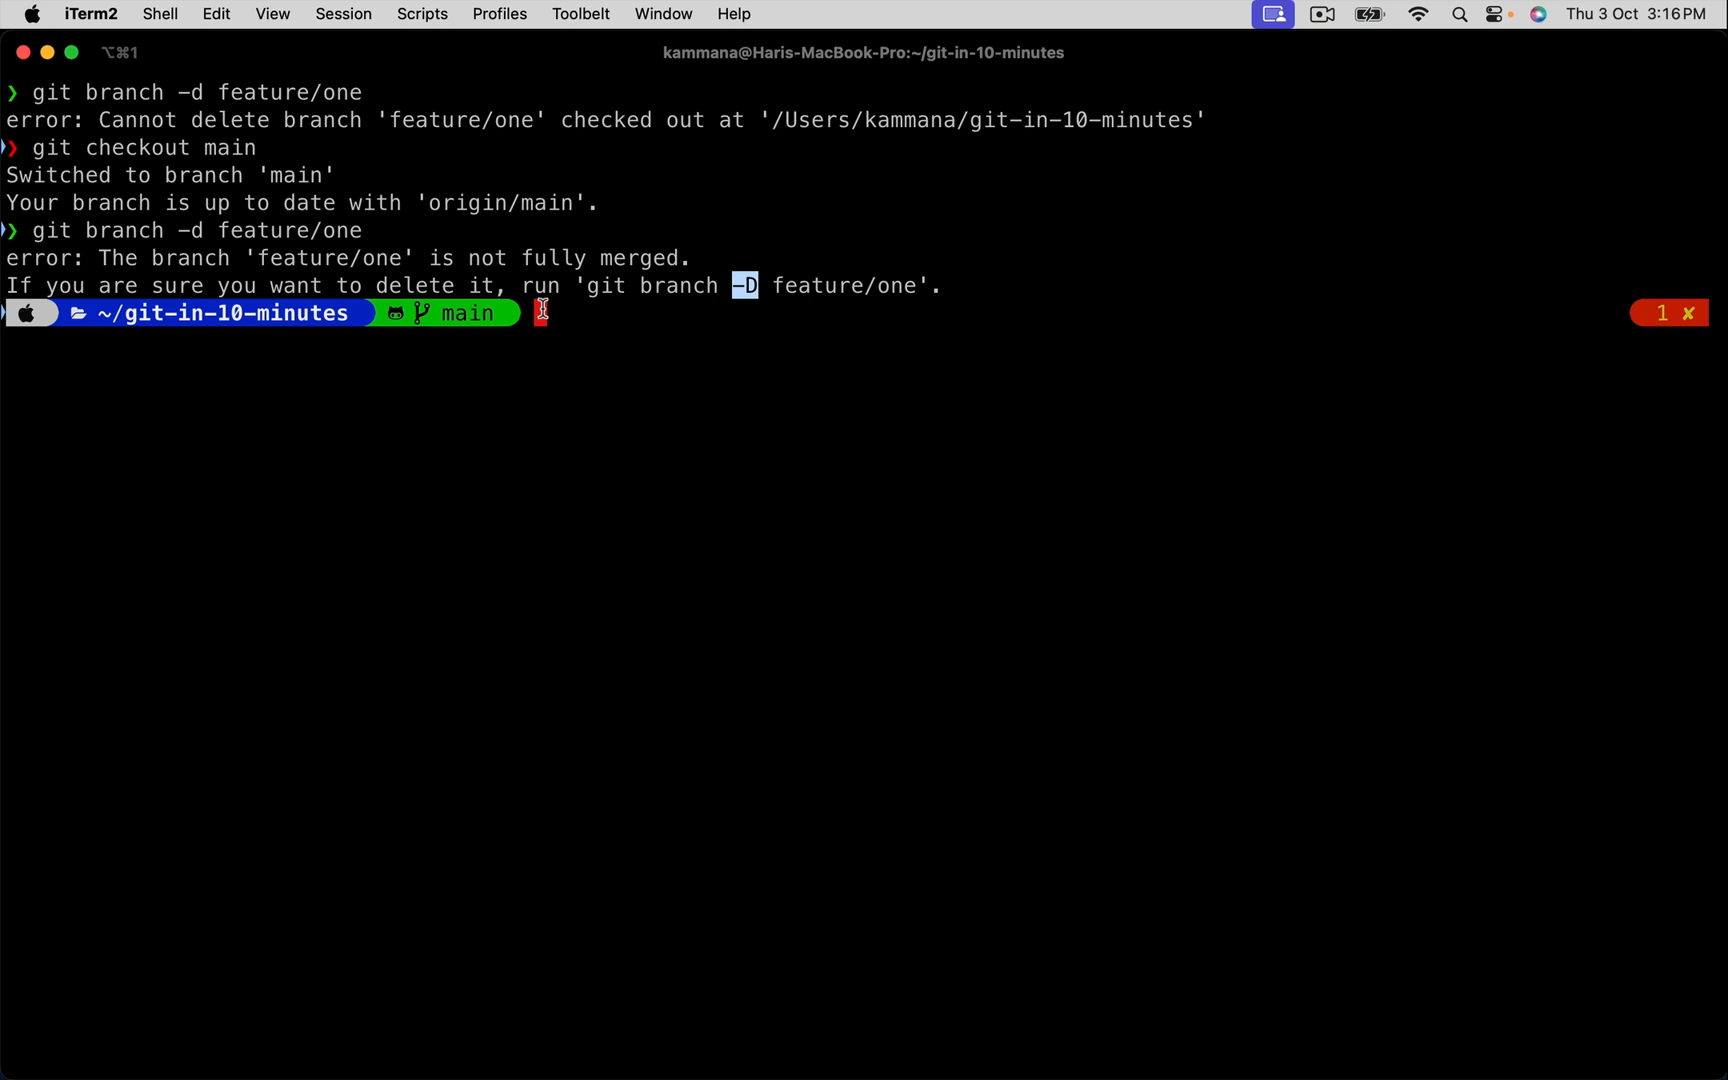 iTerm2 Shell Edit View Session Scripts Profiles Toolbelt Window Help Thu 3 Oct 3:16 PM
⌥⌘1 kammana@Haris-MacBook-Pro:~/git-in-10-minutes
❯ git branch -d feature/one
error: Cannot delete branch 'feature/one' checked out at '/Users/kammana/git-in-10-minutes'
❯ git checkout main
Switched to branch 'main'
Your branch is up to date with 'origin/main'.
❯ git branch -d feature/one
error: The branch 'feature/one' is not fully merged.
If you are sure you want to delete it, run 'git branch -D feature/one'.
~/git-in-10-minutes main 1 ✘